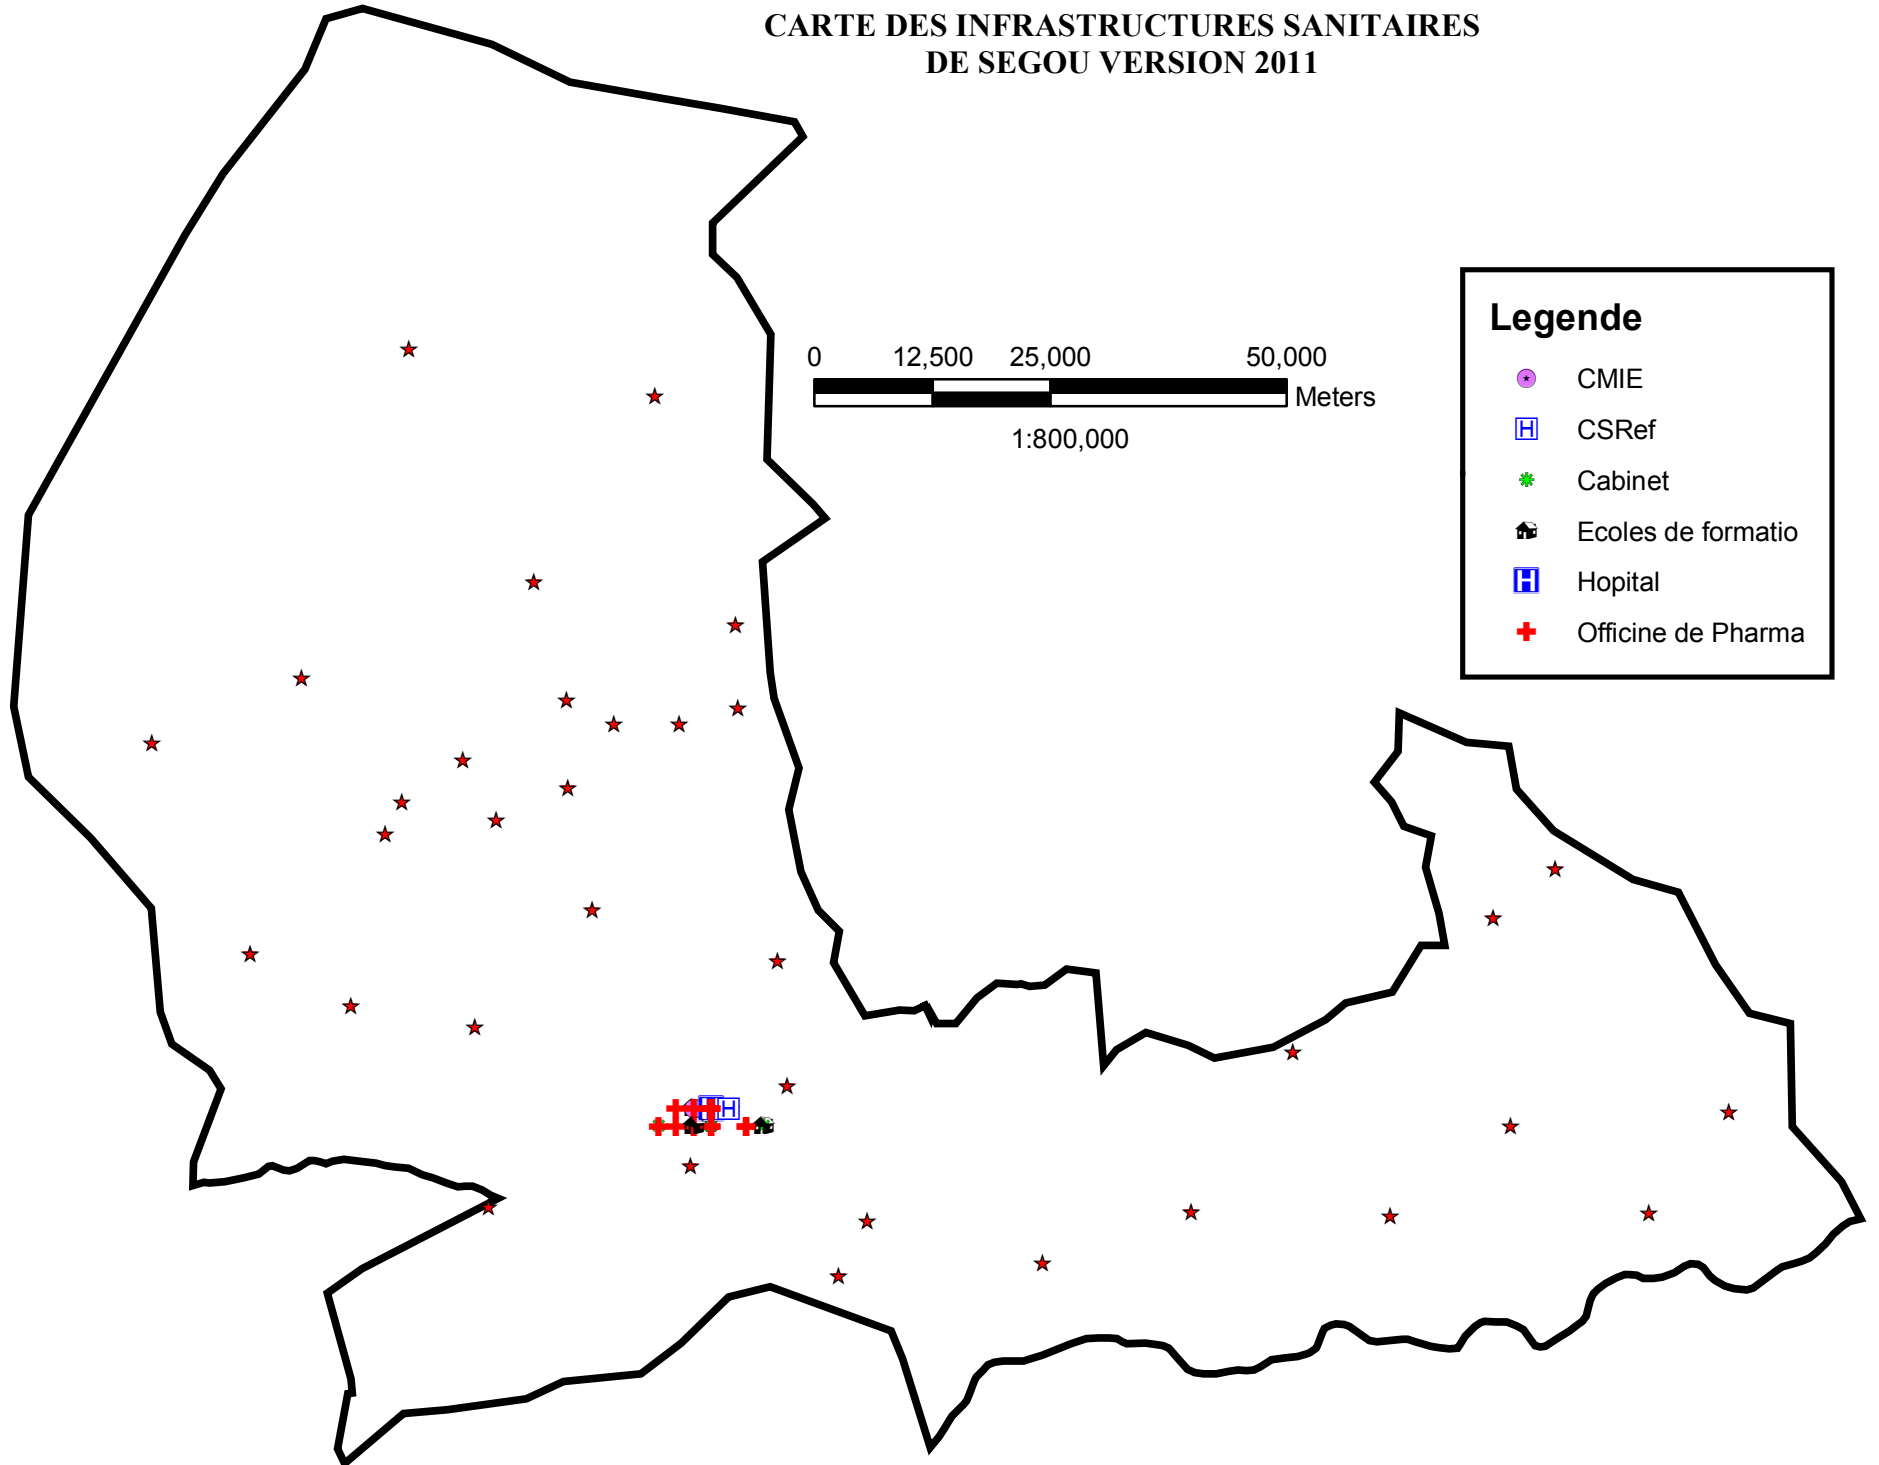 CARTE DES INFRASTRUCTURES SANITAIRES
DE SEGOU VERSION 2011
0 12,500 25,000 50,000
Meters
1:800,000
Legende
CMIE
CSRef
Cabinet
Ecoles de formatio
Hopital
Officine de Pharma